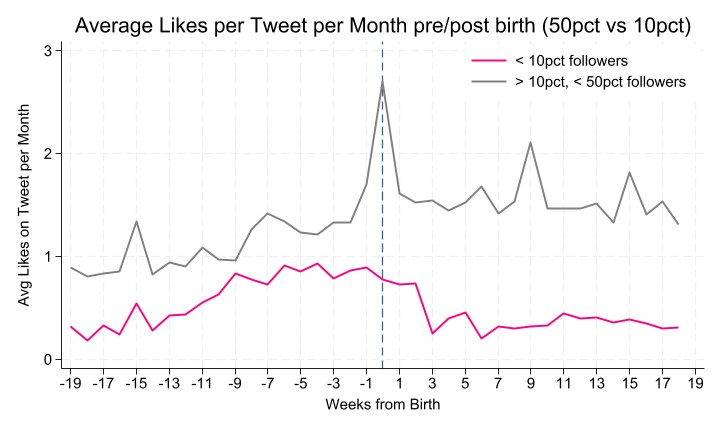 Average Likes per Tweet per Month pre/post birth (50pct vs 10pct)
< 10pct followers
> 10pct, < 50pct followers
Avg Likes on Tweet per Month
3
2
1
0
-19 -17 -15 -13 -11 -9 -7 -5 -3 -1 1 3 5 7 9 11 13 15 17 19
Weeks from Birth